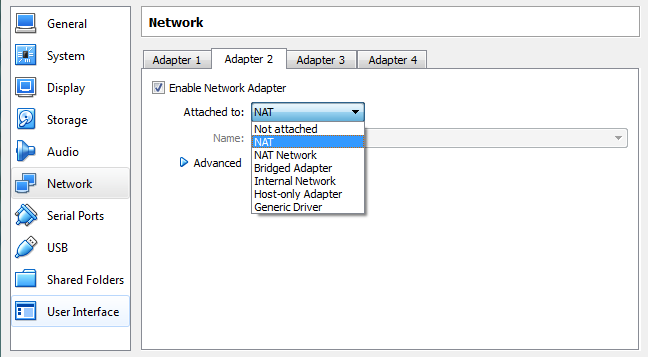 General
System
Display
Storage
Audio
Network
Serial Ports
USB
Shared Folders
User Interface
Network
Adapter 1 Adapter 2 Adapter 3 Adapter 4
Enable Network Adapter
Attached to: NAT
Not attached
NAT
NAT Network
Bridged Adapter
Internal Network
Host-only Adapter
Generic Driver
Name:
Advanced